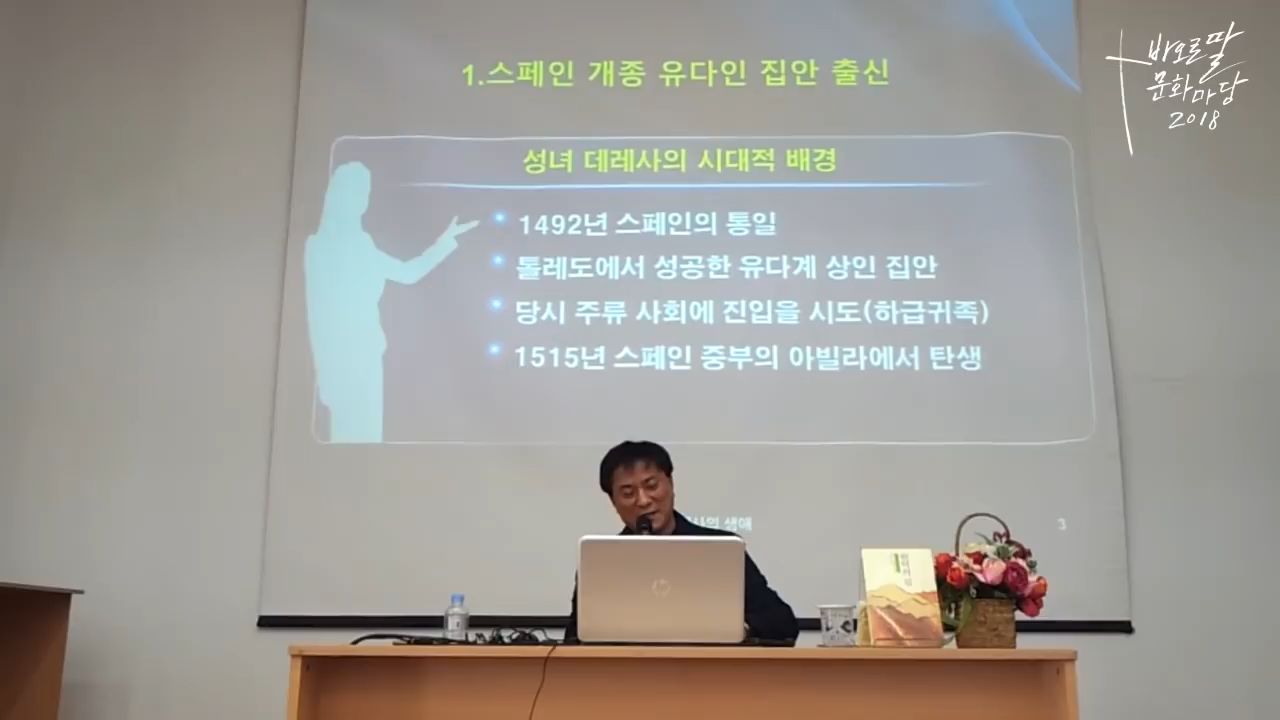 바오로딸
문화마당
2018
1.스페인 개종 유다인 집안 출신
성녀 데레사의 시대적 배경
• 1492년 스페인의 통일
• 톨레도에서 성공한 유다계 상인 집안
• 당시 주류 사회에 진입을 시도(하급귀족)
• 1515년 스페인 중부의 아빌라에서 탄생
생애
3
hp